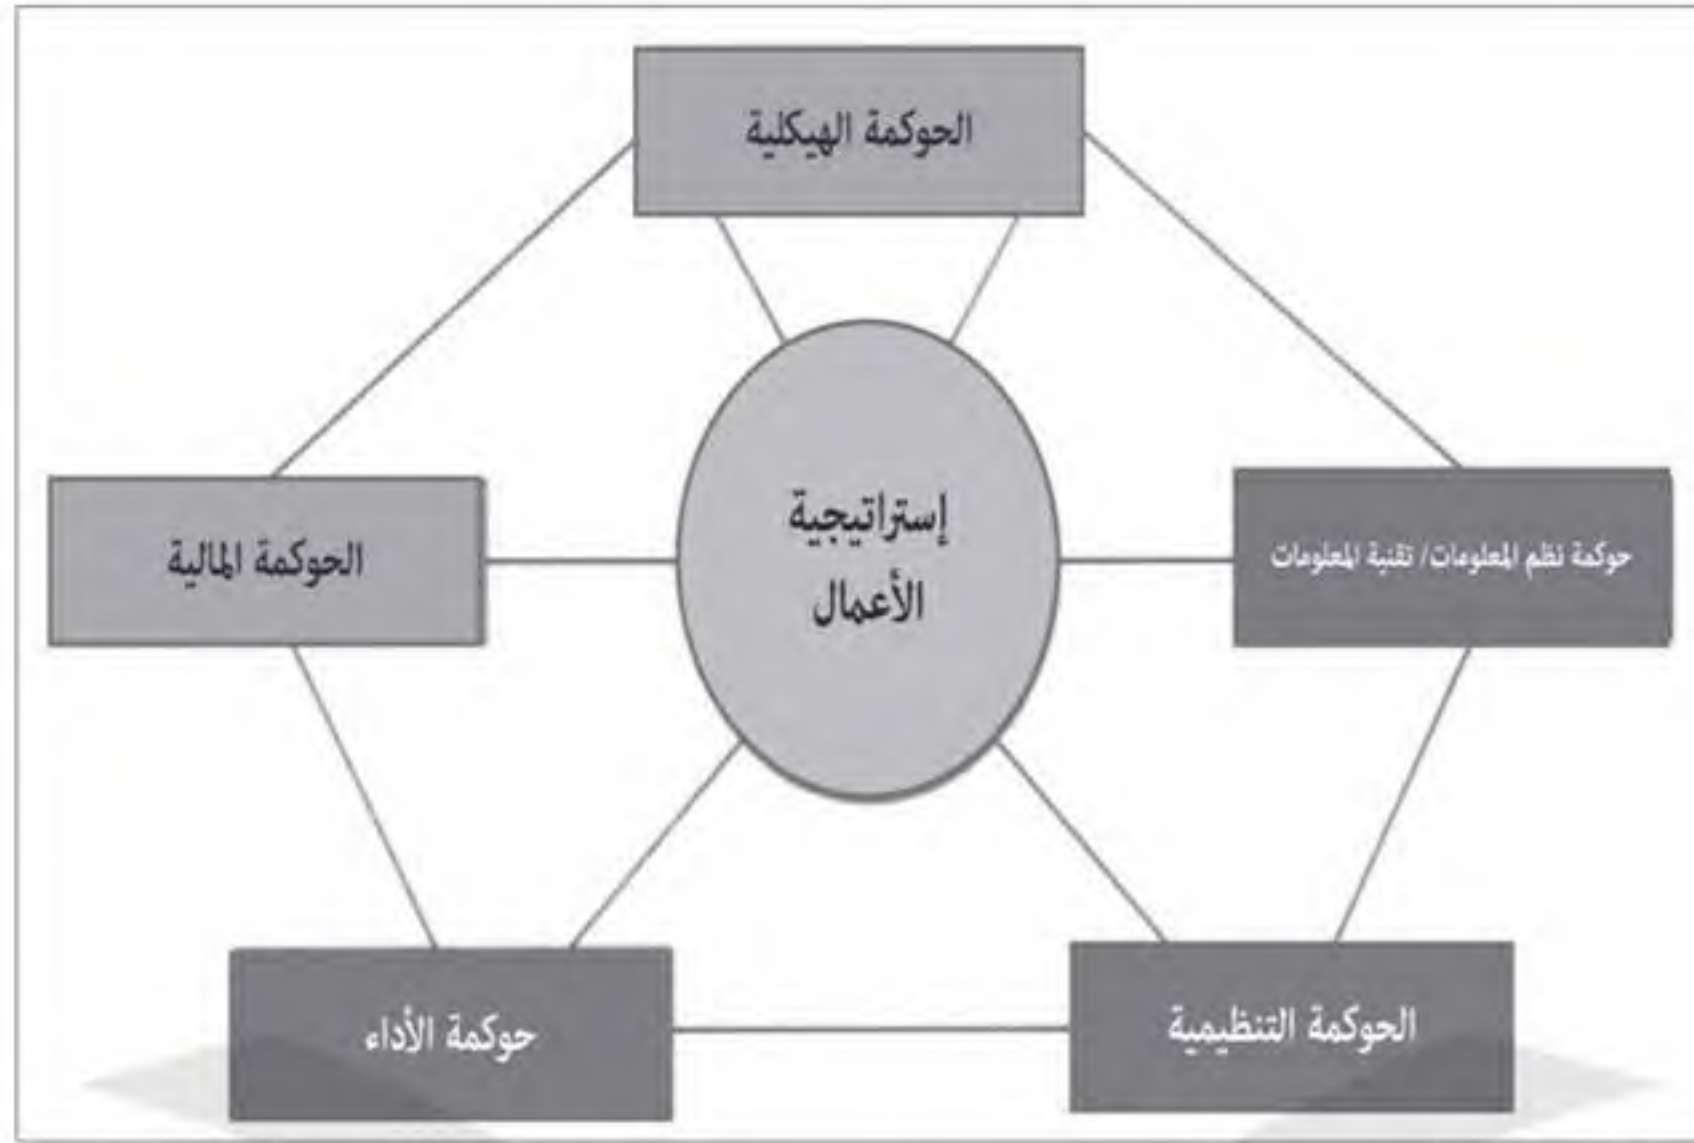 الحوكمة الهيكلية
حوكمة نظم المعلومات/ تقنية المعلومات
إستراتيجية
الأعمال
الحوكمة المالية
الحوكمة التنظيمية
حوكمة الأداء